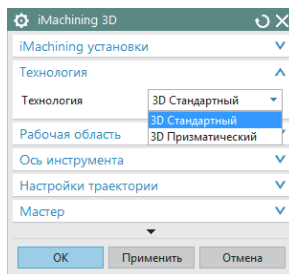 iMachining 3D
iMachining установки
Технология
Технология 3D Стандартный
3D Стандартный
3D Призматический
Рабочая область
Ось инструмента
Настройки траектории
Мастер
ОК Применить Отмена